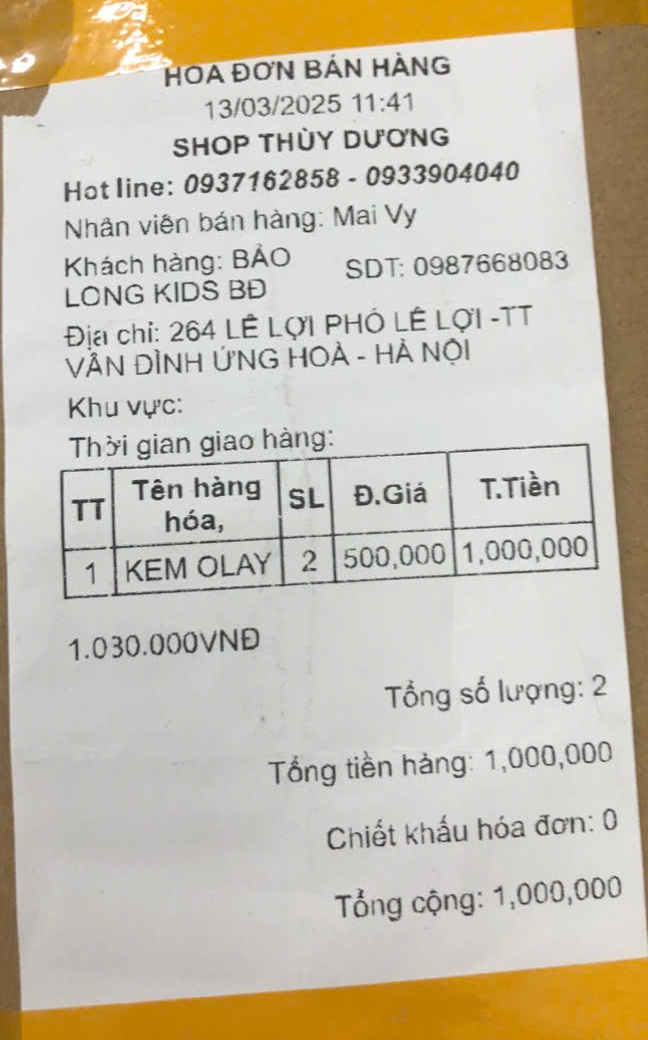 HOA ĐƠN BÁN HÀNG
13/03/2025 11:41
SHOP THÙY DƯƠNG
Hot line: 0937162858 - 0933904040
Nhân viên bán hàng: Mai Vy
Khách hàng: BẢO LONG KIDS BĐ SDT: 0987668083
Địa chỉ: 264 LÊ LỢI PHỐ LÊ LỢI -TT
VÂN ĐÌNH ỨNG HOÀ - HÀ NỘI
Khu vực:
Thời gian giao hàng:
TT Tên hàng hóa, SL Đ.Giá T.Tiền
1 KEM OLAY 2 500,000 1,000,000
1.030.000VNĐ
Tổng số lượng: 2
Tổng tiền hàng: 1,000,000
Chiết khấu hóa đơn: 0
Tổng cộng: 1,000,000